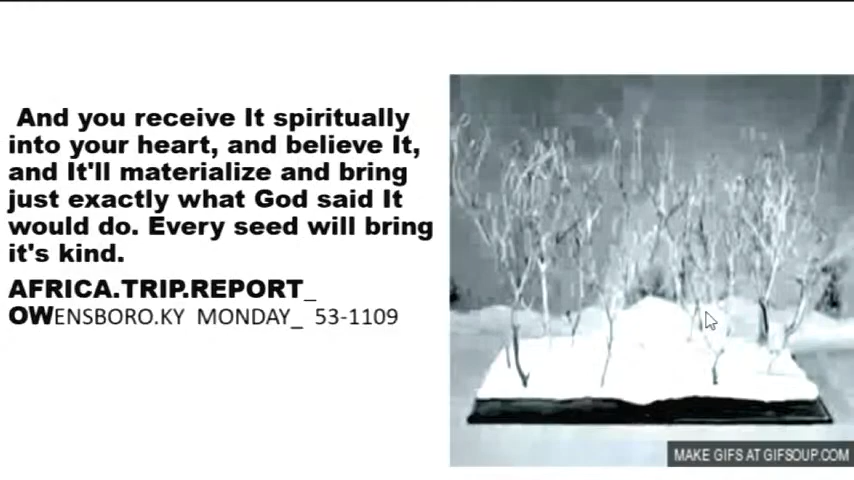 And you receive It spiritually
into your heart, and believe It,
and It'll materialize and bring
just exactly what God said It
would do. Every seed will bring
it's kind.
AFRICA.TRIP.REPORT_
OWENSBORO.KY MONDAY_ 53-1109
MAKE GIFS AT GIFSOUP.COM